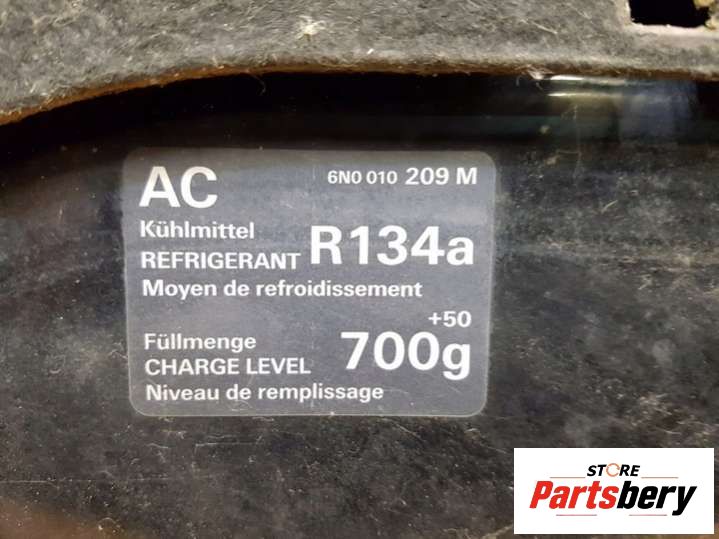 AC 6N0 010 209 M
Kühlmittel
REFRIGERANT R134a
Moyen de refroidissement
+50
Füllmenge
CHARGE LEVEL 700g
Niveau de remplissage
STORE
Partsbery